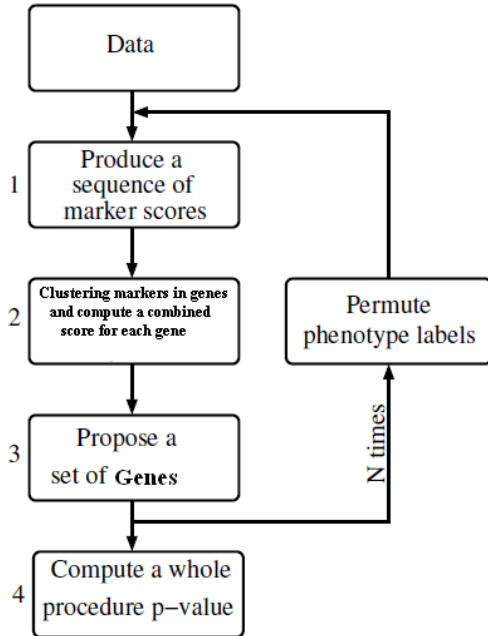 Data
1
Produce a
sequence of
marker scores
2
Clustering markers in genes
and compute a combined
score for each gene
Permute
phenotype labels
3
Propose a
set of Genes
N times
4
Compute a whole
procedure p−value